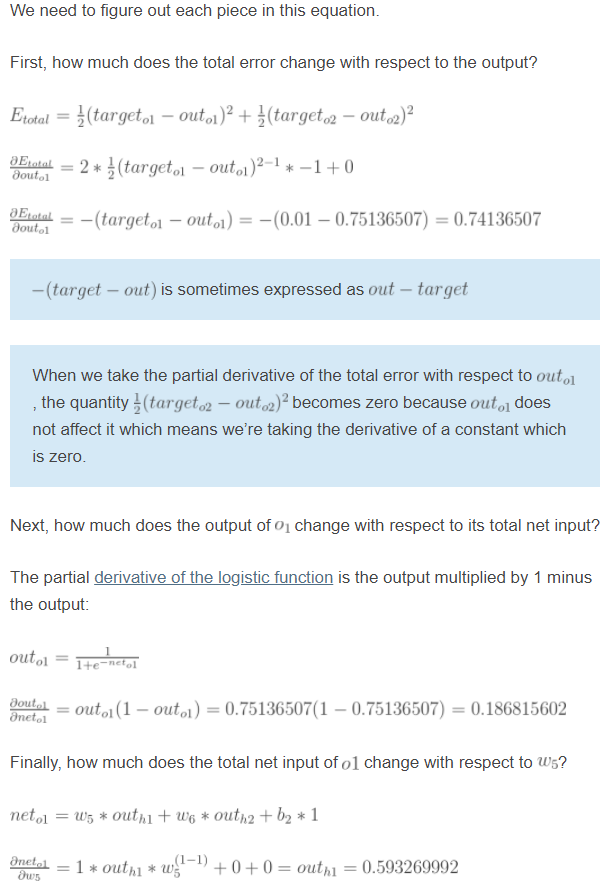 We need to figure out each piece in this equation.
First, how much does the total error change with respect to the output?
E_{total} = \frac{1}{2}(target_{o1} - out_{o1})^2 + \frac{1}{2}(target_{o2} - out_{o2})^2
\frac{\partial E_{total}}{\partial out_{o1}} = 2 * \frac{1}{2}(target_{o1} - out_{o1})^{2-1} * -1 + 0
\frac{\partial E_{total}}{\partial out_{o1}} = -(target_{o1} - out_{o1}) = -(0.01 - 0.75136507) = 0.74136507
-(target - out) is sometimes expressed as out - target
When we take the partial derivative of the total error with respect to out_{o1}
, the quantity \frac{1}{2}(target_{o2} - out_{o2})^2 becomes zero because out_{o1} does
not affect it which means we’re taking the derivative of a constant which
is zero.
Next, how much does the output of o_1 change with respect to its total net input?
The partial derivative of the logistic function is the output multiplied by 1 minus
the output:
out_{o1} = \frac{1}{1+e^{-net_{o1}}}
\frac{\partial out_{o1}}{\partial net_{o1}} = out_{o1}(1 - out_{o1}) = 0.75136507(1 - 0.75136507) = 0.186815602
Finally, how much does the total net input of o1 change with respect to w_5?
net_{o1} = w_5 * out_{h1} + w_6 * out_{h2} + b_2 * 1
\frac{\partial net_{o1}}{\partial w_5} = 1 * out_{h1} * w_5^{(1-1)} + 0 + 0 = out_{h1} = 0.593269992